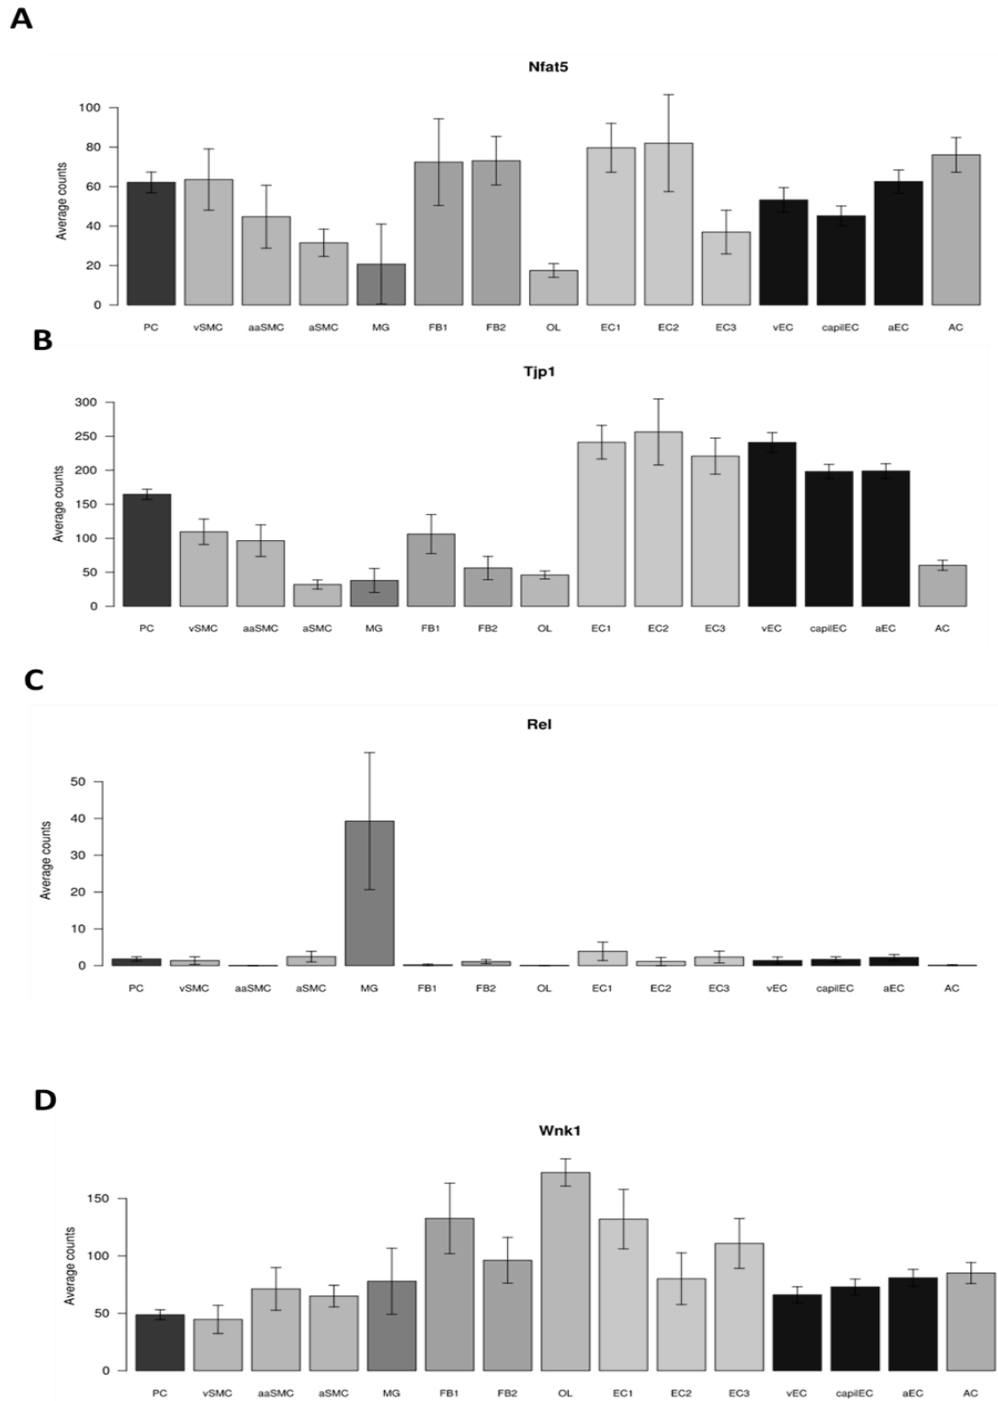 A
Nfat5
Average counts
100
80
60
40
20
0
PC vSMC aaSMC aSMC MG FB1 FB2 OL EC1 EC2 EC3 vEC capilEC aEC AC
B
Tjp1
Average counts
300
250
200
150
100
50
0
PC vSMC aaSMC aSMC MG FB1 FB2 OL EC1 EC2 EC3 vEC capilEC aEC AC
C
Rel
Average counts
50
40
30
20
10
0
PC vSMC aaSMC aSMC MG FB1 FB2 OL EC1 EC2 EC3 vEC capilEC aEC AC
D
Wnk1
Average counts
150
100
50
0
PC vSMC aaSMC aSMC MG FB1 FB2 OL EC1 EC2 EC3 vEC capilEC aEC AC